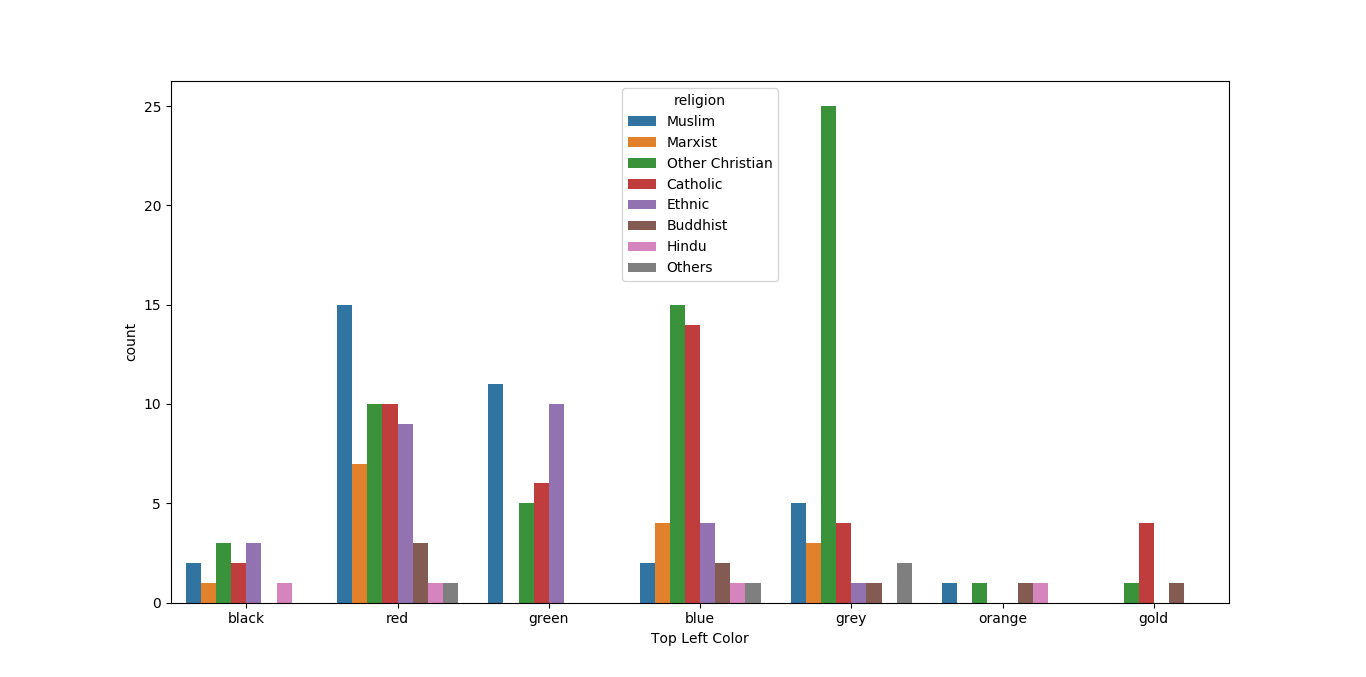 religion
Muslim
Marxist
Other Christian
Catholic
Ethnic
Buddhist
Hindu
Others
25
20
15
10
5
0
count
black red green blue grey orange gold
Top Left Color